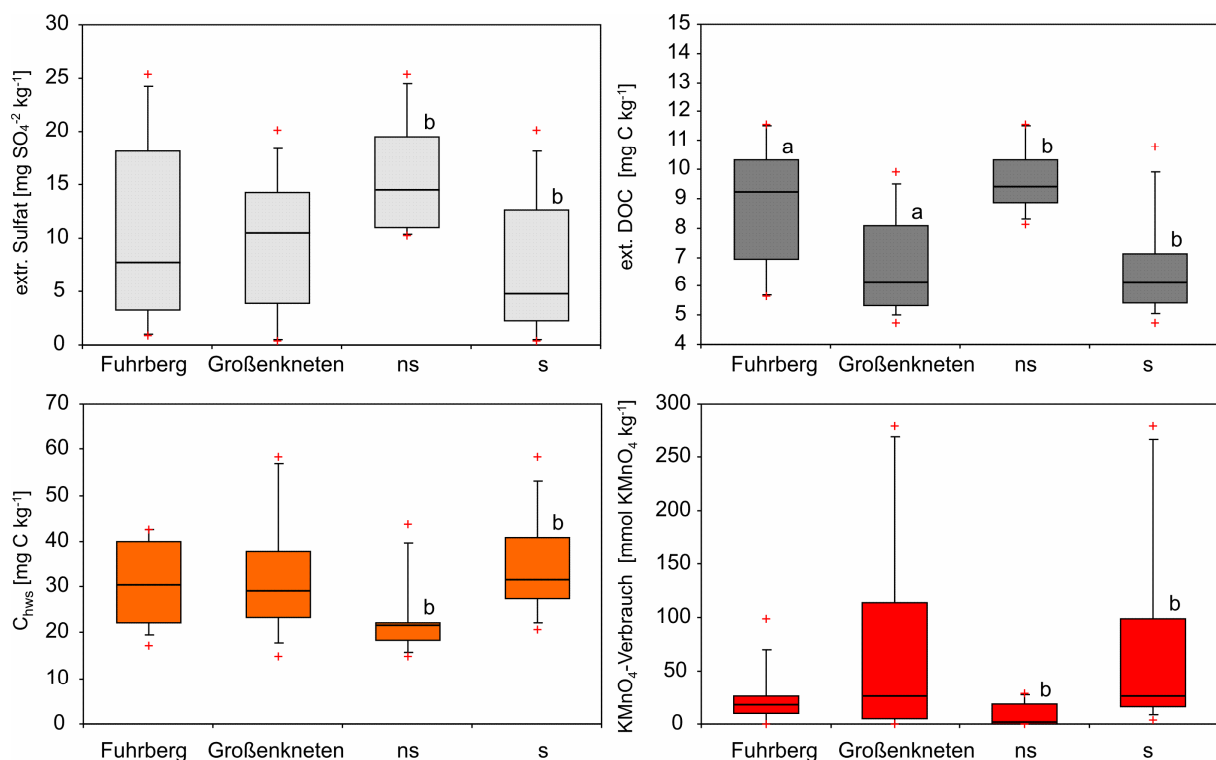 extr. Sulfat [mg SO₄⁻² kg⁻¹]
30
25
20
15
10
5
0
b
b
Fuhrberg Großenkneten ns s
ext. DOC [mg C kg⁻¹]
15
14
13
12
11
10
9
8
7
6
5
4
a
a
b
b
Fuhrberg Großenkneten ns s
C_hws [mg C kg⁻¹]
70
60
50
40
30
20
10
0
b
b
Fuhrberg Großenkneten ns s
KMnO₄-Verbrauch [mmol KMnO₄ kg⁻¹]
300
250
200
150
100
50
0
b
b
Fuhrberg Großenkneten ns s